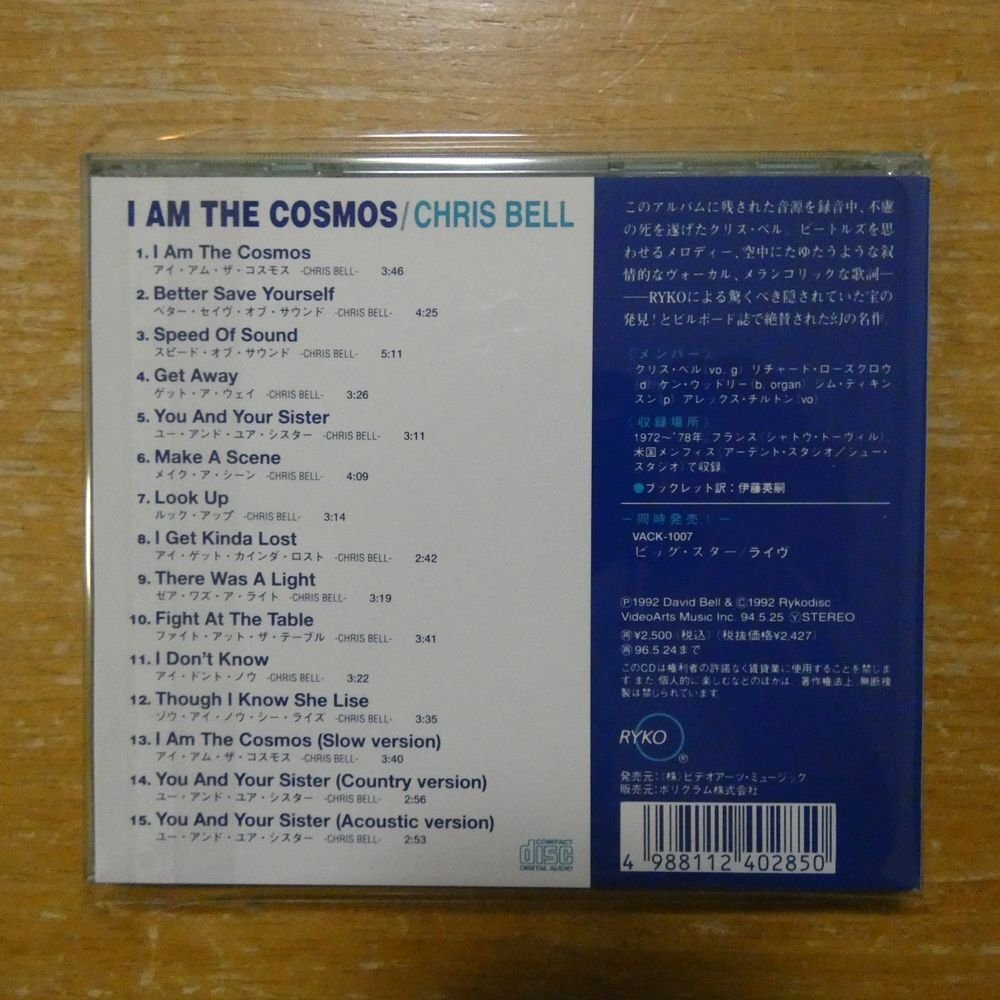 I AM THE COSMOS/CHRIS BELL
1. I Am The Cosmos
アイ・アム・ザ・コスモス -CHRIS BELL- 3:46
2. Better Save Yourself
ベター・セイヴ・オブ・サウンド -CHRIS BELL- 4:25
3. Speed Of Sound
スピード・オブ・サウンド -CHRIS BELL- 5:11
4. Get Away
ゲット・ア・ウェイ -CHRIS BELL- 3:26
5. You And Your Sister
ユー・アンド・ユア・シスター -CHRIS BELL- 3:11
6. Make A Scene
メイク・ア・シーン -CHRIS BELL- 4:09
7. Look Up
ルック・アップ -CHRIS BELL- 3:14
8. I Get Kinda Lost
アイ・ゲット・カインダ・ロスト -CHRIS BELL- 2:42
9. There Was A Light
ゼア・ワズ・ア・ライト -CHRIS BELL- 3:19
10. Fight At The Table
ファイト・アット・ザ・テーブル -CHRIS BELL- 3:41
11. I Don't Know
アイ・ドント・ノウ -CHRIS BELL- 3:22
12. Though I Know She Lise
ゾウ・アイ・ノウ・シー・ライズ -CHRIS BELL- 3:35
13. I Am The Cosmos (Slow version)
アイ・アム・ザ・コスモス -CHRIS BELL- 3:40
14. You And Your Sister (Country version)
ユー・アンド・ユア・シスター -CHRIS BELL- 2:56
15. You And Your Sister (Acoustic version)
ユー・アンド・ユア・シスター -CHRIS BELL- 2:53
COMPACT
disc
DIGITAL AUDIO
このアルバムに残された音源を録音中、不慮
の死を遂げたクリス・ベル。ビートルズを思
わせるメロディー、空中にたゆたうような叙
情的なヴォーカル、メランコリックな歌詞—
——RYKOによる驚くべき隠されていた宝の
発見!とビルボード誌で絶賛された幻の名作。
〈メンバー〉
クリス・ベル(vo, g) リチャード・ローズブロウ
(d) ケン・ウッドリー(b, organ) ジム・ディキン
スン(p) アレックス・チルトン(vo)
〈収録場所〉
1972〜'78年 フランス(シャトウ・ドーヴィル)
米国メンフィス(アーデント・スタジオ/シュー・
スタジオ)で収録。
●ブックレット訳:伊藤英嗣
ー同時発売!ー
VACK-1007
ビッグ・スター/ライヴ
Ⓟ1992 David Bell & Ⓒ1992 Rykodisc
VideoArts Music Inc. 94.5.25 Ⓨ STEREO
再¥2,500(税込)(税抜価格¥2,427)
再96.5.24まで
このCDは権利者の許諾なく賃貸業に使用することを禁じま
す また 個人的に楽しむなどのほかは、著作権法上 無断複
製は禁じられています
RYKO®
発売元:(株)ビデオアーツ・ミュージック
販売元:ポリグラム株式会社
4 988112 402850